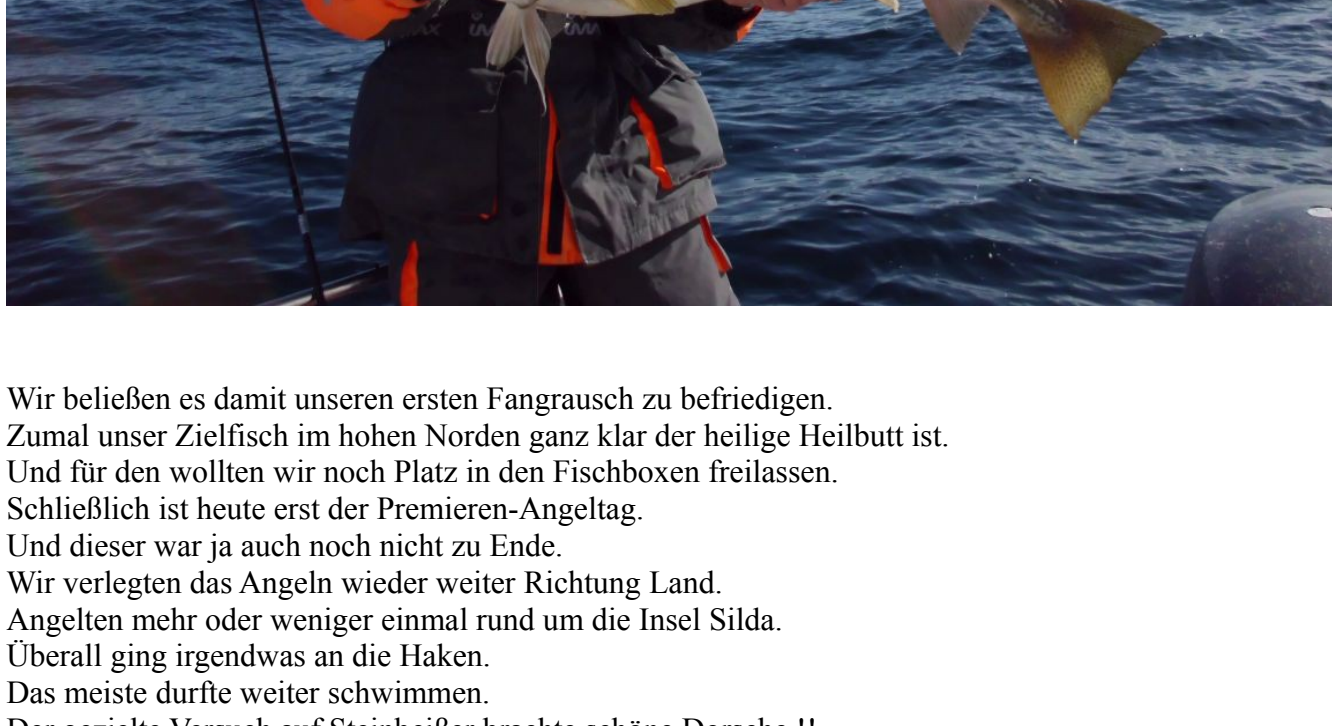 Wir beließen es damit unseren ersten Fangrausch zu befriedigen.
Zumal unser Zielfisch im hohen Norden ganz klar der heilige Heilbutt ist.
Und für den wollten wir noch Platz in den Fischboxen freilassen.
Schließlich ist heute erst der Premieren-Angeltag.
Und dieser war ja auch noch nicht zu Ende.
Wir verlegten das Angeln wieder weiter Richtung Land.
Angelten mehr oder weniger einmal rund um die Insel Silda.
Überall ging irgendwas an die Haken.
Das meiste durfte weiter schwimmen.
Der gezielte Versuch auf Steinbeißer brachte schöne Dorsche !!